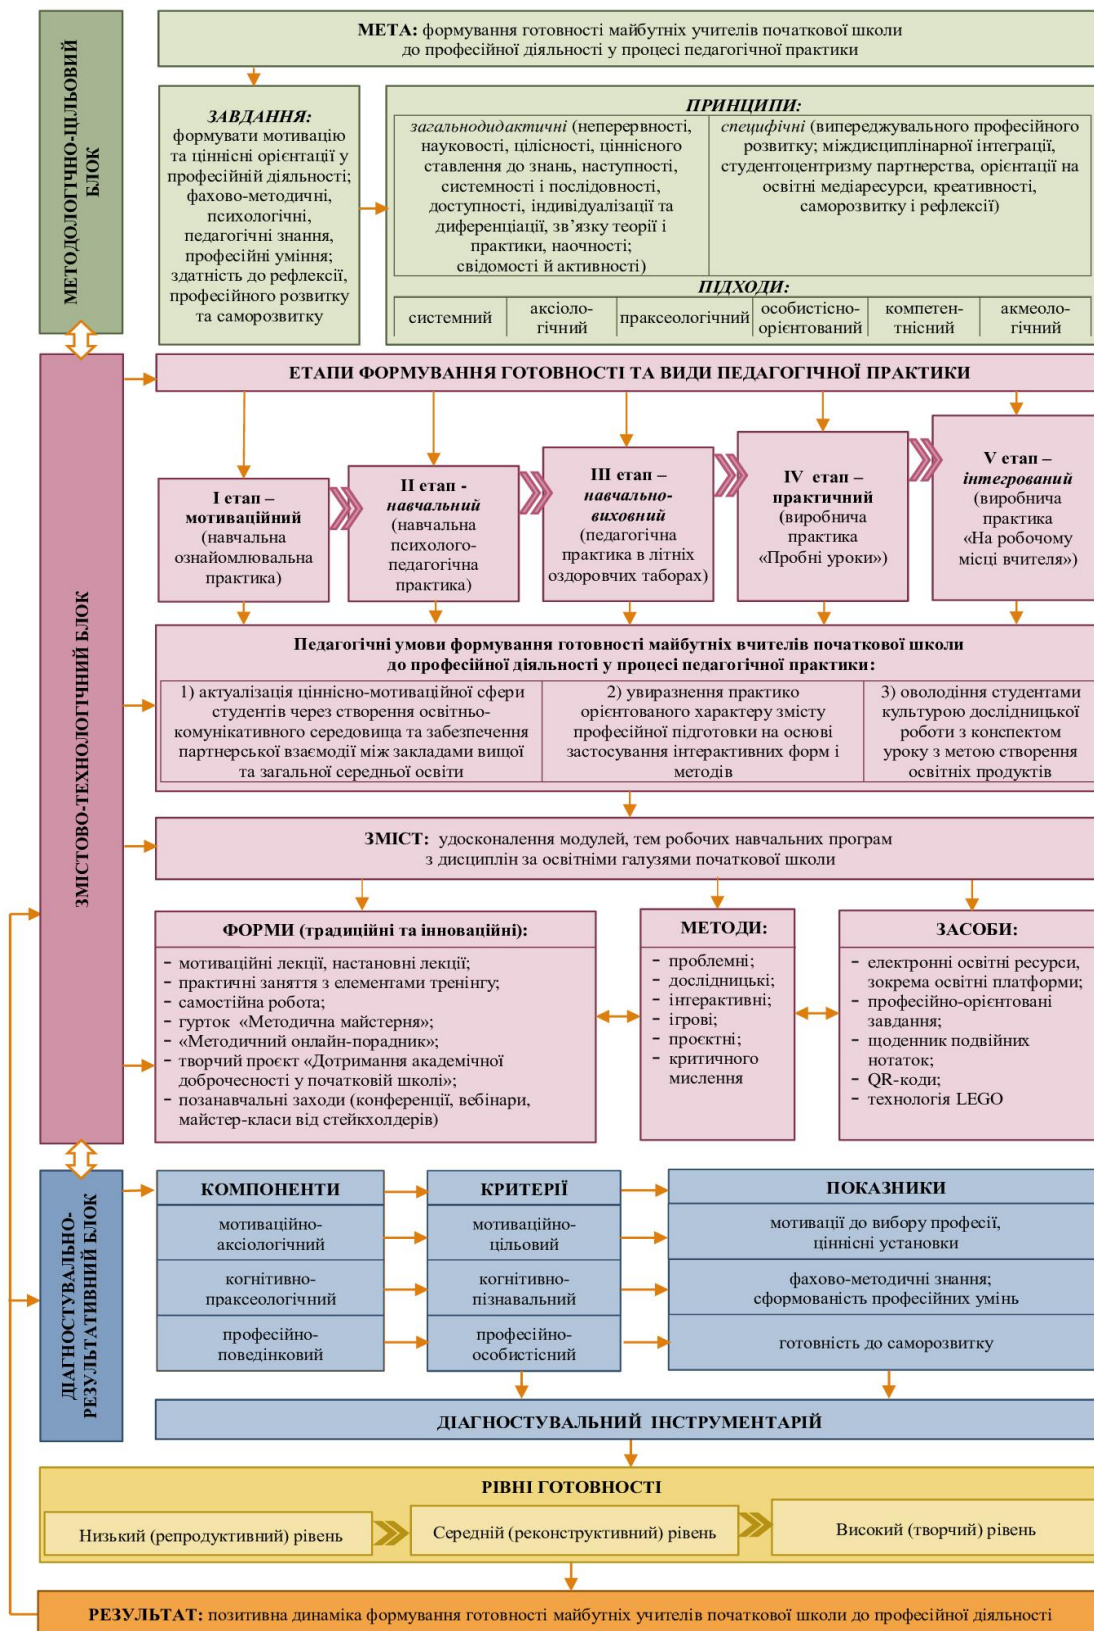 МЕТОДОЛОГІЧНО-ЦІЛЬОВИЙ
БЛОК
МЕТА: формування готовності майбутніх учителів початкової школи
до професійної діяльності у процесі педагогічної практики
ЗАВДАННЯ:
формувати мотивацію
та ціннісні орієнтації у
професійній діяльності;
фахово-методичні,
психологічні,
педагогічні знання,
професійні уміння;
здатність до рефлексії,
професійного розвитку
та саморозвитку
ПРИНЦИПИ:
загальнодидактичні (неперервності,
науковості, цілісності, ціннісного
ставлення до знань, наступності,
системності і послідовності,
доступності, індивідуалізації та
диференціації, зв’язку теорії і
практики, наочності;
свідомості й активності)
специфічні (випереджувального професійного
розвитку; міждисциплінарної інтеграції,
студентоцентризму партнерства, орієнтації на
освітні медіаресурси, креативності,
саморозвитку і рефлексії)
ПІДХОДИ:
системний
аксіоло-
гічний
праксеологічний
особистісно-
орієнтований
компетен-
тнісний
акмеоло-
гічний
ЗМІСТОВО-ТЕХНОЛОГІЧНИЙ БЛОК
ЕТАПИ ФОРМУВАННЯ ГОТОВНОСТІ ТА ВИДИ ПЕДАГОГІЧНОЇ ПРАКТИКИ
І етап –
мотиваційний
(навчальна
ознайомлювальна
практика)
ІІ етап -
навчальний
(навчальна
психолого-
педагогічна
практика)
ІІІ етап –
навчально-
виховний
(педагогічна
практика в літніх
оздоровчих таборах)
IV етап –
практичний
(виробнича
практика
«Пробні уроки»)
V етап –
інтегрований
(виробнича
практика
«На робочому
місці вчителя»)
Педагогічні умови формування готовності майбутніх вчителів початкової школи
до професійної діяльності у процесі педагогічної практики:
1) актуалізація ціннісно-мотиваційної сфери
студентів через створення освітньо-
комунікативного середовища та забезпечення
партнерської взаємодії між закладами вищої
та загальної середньої освіти
2) увиразнення практико
орієнтованого характеру змісту
професійної підготовки на основі
застосування інтерактивних форм і
методів
3) оволодіння студентами
культурою дослідницької
роботи з конспектом
уроку з метою створення
освітніх продуктів
ЗМІСТ: удосконалення модулей, тем робочих навчальних програм
з дисциплін за освітніми галузями початкової школи
ФОРМИ (традиційні та інноваційні):
- мотиваційні лекції, настановні лекції;
- практичні заняття з елементами тренінгу;
- самостійна робота;
- гурток «Методична майстерня»;
- «Методичний онлайн-порадник»;
- творчий проєкт «Дотримання академічної
доброчесності у початковій школі»;
- позанавчальні заходи (конференції, вебінари,
майстер-класи від стейкхолдерів)
МЕТОДИ:
- проблемні;
- дослідницькі;
- інтерактивні;
- ігрові;
- проєктні;
- критичного
мислення
ЗАСОБИ:
- електронні освітні ресурси,
зокрема освітні платформи;
- професійно-орієнтовані
завдання;
- щоденник подвійних
нотаток;
- QR-коди;
- технологія LEGO
ДІАГНОСТУВАЛЬНО-
РЕЗУЛЬТАТИВНИЙ БЛОК
КОМПОНЕНТИ
КРИТЕРІЇ
ПОКАЗНИКИ
мотиваційно-
аксіологічний
мотиваційно-
цільовий
мотивації до вибору професії,
ціннісні установки
когнітивно-
праксеологічний
когнітивно-
пізнавальний
фахово-методичні знання;
сформованість професійних умінь
професійно-
поведінковий
професійно-
особистісний
готовність до саморозвитку
ДІАГНОСТУВАЛЬНИЙ ІНСТРУМЕНТАРІЙ
РІВНІ ГОТОВНОСТІ
Низький (репродуктивний) рівень
Середній (реконструктивний) рівень
Високий (творчий) рівень
РЕЗУЛЬТАТ: позитивна динаміка формування готовності майбутніх учителів початкової школи до професійної діяльності